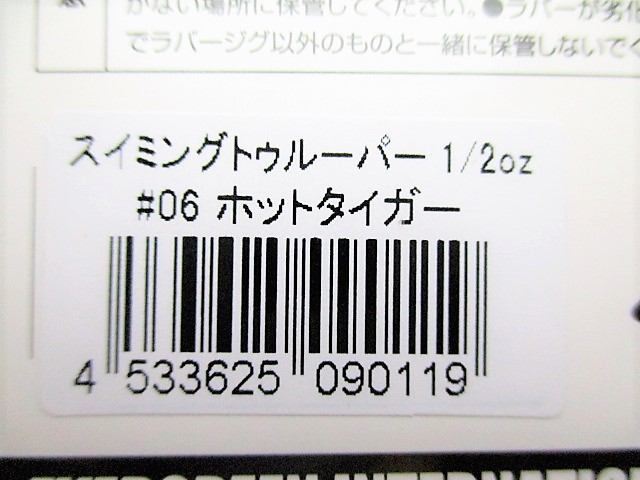 がない場所に保管してください。●ラバーが劣化
でラバージグ以外のものと一緒に保管しないでく
スイミングトゥルーパー 1/2oz
#06 ホットタイガー
4 533625 090119
EVERGREEN INTERNATIO